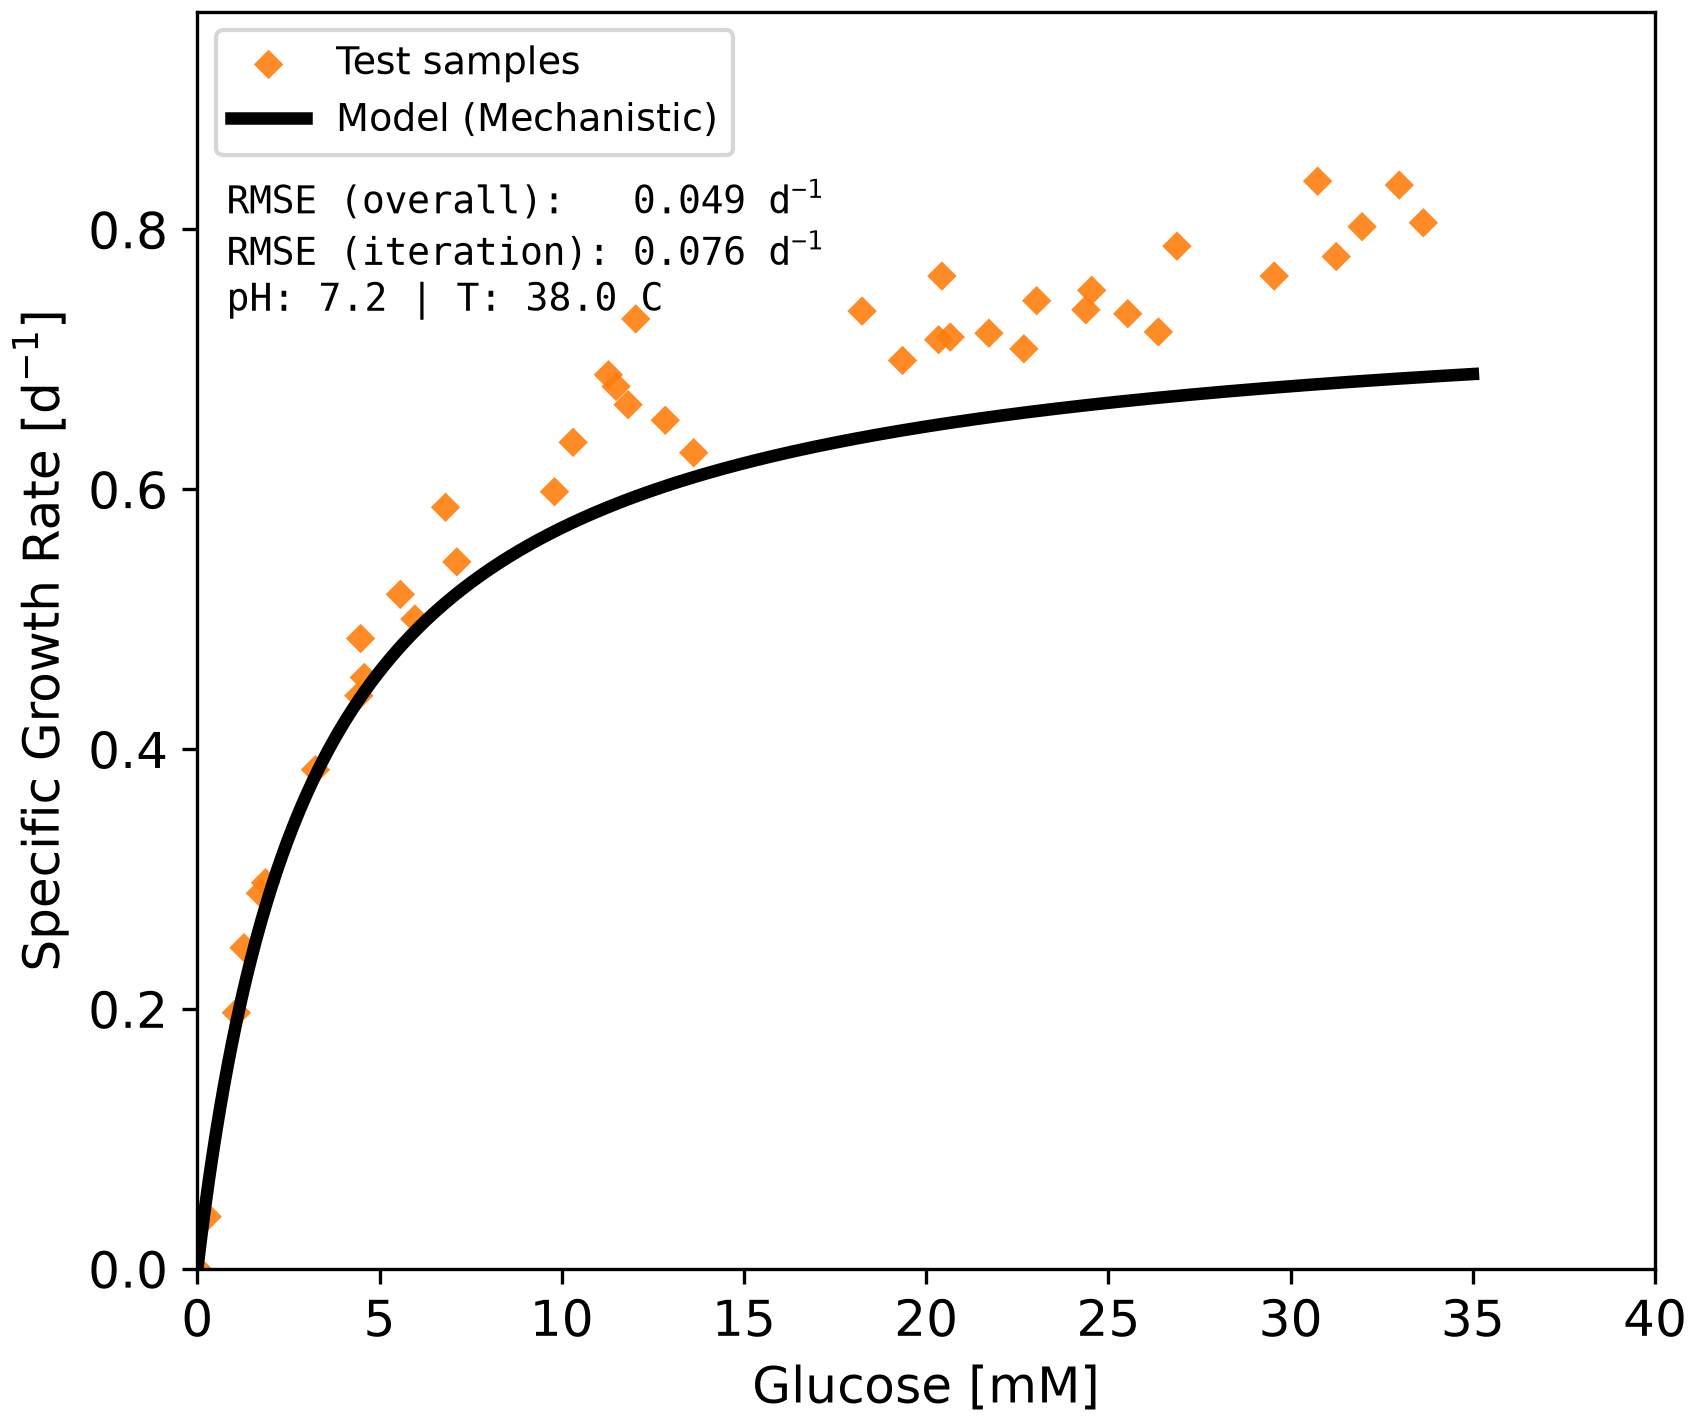 Test samples
Model (Mechanistic)
RMSE (overall):   0.049 d⁻¹
RMSE (iteration): 0.076 d⁻¹
pH: 7.2 | T: 38.0 C
Specific Growth Rate [d⁻¹]
0.8
0.6
0.4
0.2
0.0
0 5 10 15 20 25 30 35 40
Glucose [mM]